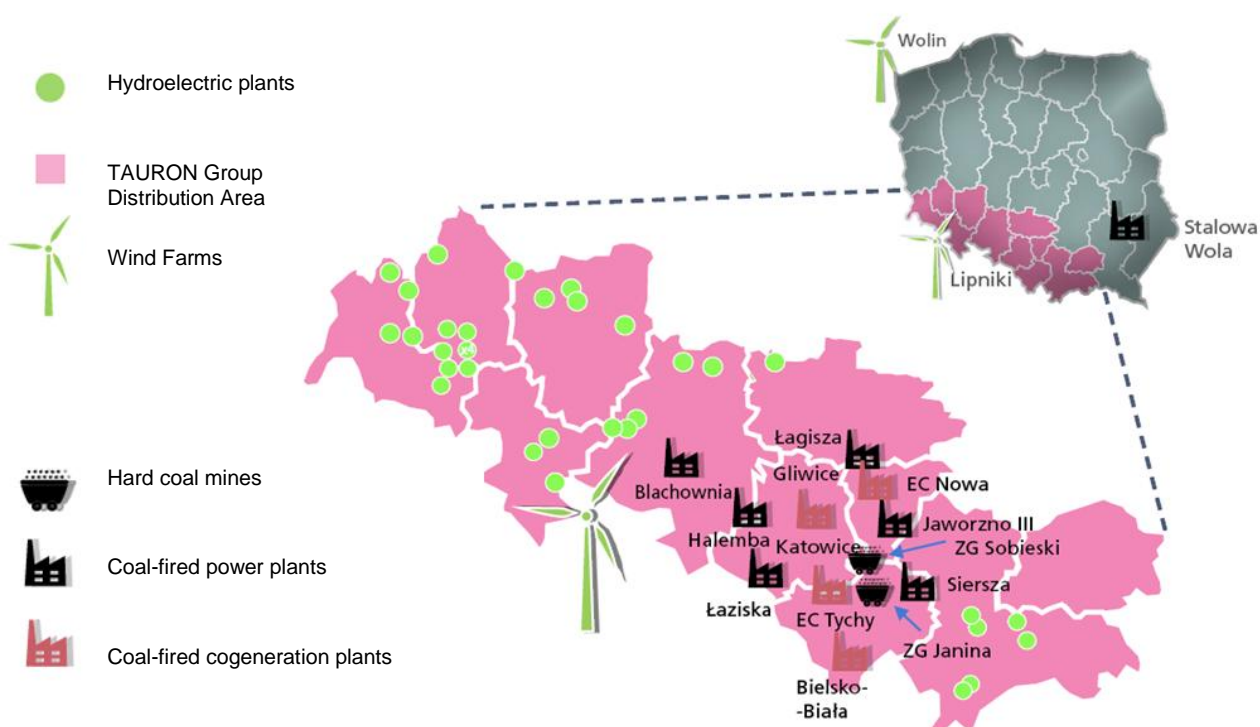 Hydroelectric plants
TAURON Group
Distribution Area
Wind Farms
Hard coal mines
Coal-fired power plants
Coal-fired cogeneration plants
Wolin
Stalowa
Wola
Lipniki
Łagisza
Gliwice
EC Nowa
Blachownia
Halemba
Katowice
Jaworzno III
ZG Sobieski
Łaziska
Siersza
EC Tychy
ZG Janina
Bielsko-
-Biała